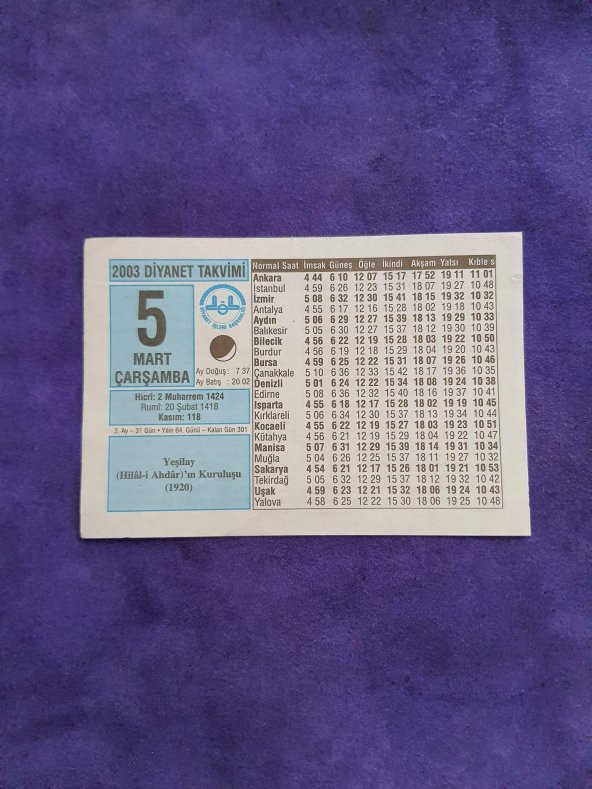 2003 DİYANET TAKVİMİ
5
MART
ÇARŞAMBA
Ay Doğuş: 7 37
Ay Batış : 20 02
Hicrî: 2 Muharrem 1424
Rumî: 20 Şubat 1418
Kasım: 118
3. Ay – 31 Gün • Yılın 64. Günü – Kalan Gün 301
Yeşilay
(Hilâl-i Ahdâr)'ın Kuruluşu
(1920)
Normal Saat İmsak Güneş Öğle İkindi Akşam Yatsı Kıble s
Ankara 4 44 6 10 12 07 15 17 17 52 19 11 11 01
İstanbul 4 59 6 26 12 23 15 31 18 07 19 27 10 48
İzmir 5 08 6 32 12 30 15 41 18 15 19 32 10 32
Antalya 4 55 6 17 12 16 15 28 18 02 19 18 10 43
Aydın 5 06 6 29 12 27 15 39 18 13 19 29 10 33
Balıkesir 5 05 6 30 12 27 15 37 18 12 19 30 10 39
Bilecik 4 56 6 22 12 19 15 28 18 03 19 22 10 50
Burdur 4 56 6 19 12 18 15 29 18 04 19 20 10 43
Bursa 4 59 6 25 12 22 15 31 18 07 19 26 10 46
Çanakkale 5 10 6 36 12 33 15 42 18 17 19 36 10 35
Denizli 5 01 6 24 12 22 15 34 18 08 19 24 10 38
Edirne 5 08 6 36 12 32 15 41 18 16 19 37 10 41
Isparta 4 55 6 18 12 17 15 28 18 02 19 19 10 45
Kırklareli 5 06 6 34 12 30 15 37 18 13 19 34 10 44
Kocaeli 4 55 6 22 12 19 15 27 18 03 19 23 10 51
Kütahya 4 56 6 21 12 19 15 29 18 04 19 22 10 47
Manisa 5 07 6 31 12 29 15 39 18 14 19 31 10 34
Muğla 5 04 6 26 12 25 15 37 18 11 19 27 10 34
Sakarya 4 54 6 21 12 17 15 26 18 01 19 21 10 53
Tekirdağ 5 05 6 32 12 29 15 37 18 12 19 32 10 42
Uşak 4 59 6 23 12 21 15 32 18 06 19 24 10 43
Yalova 4 58 6 25 12 22 15 30 18 06 19 25 10 48